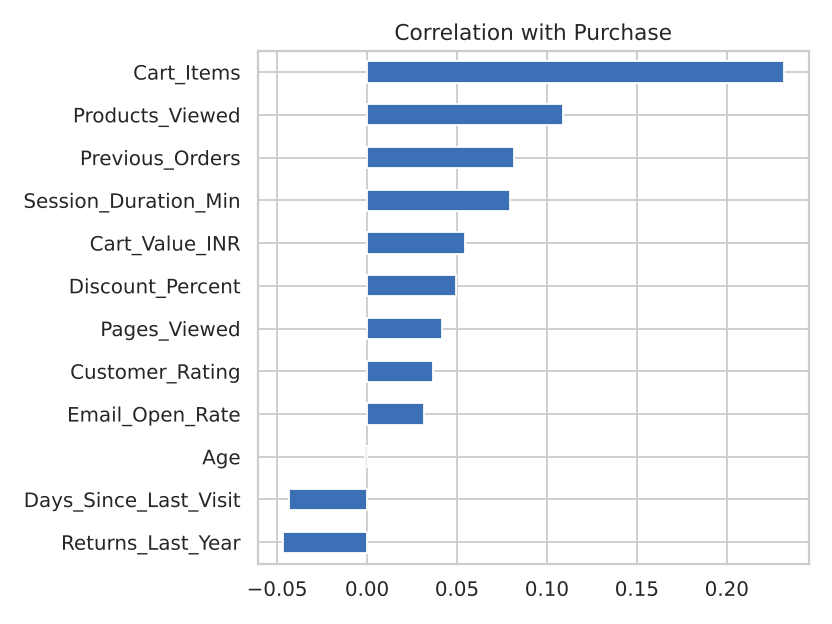 Correlation with Purchase
Cart_Items
Products_Viewed
Previous_Orders
Session_Duration_Min
Cart_Value_INR
Discount_Percent
Pages_Viewed
Customer_Rating
Email_Open_Rate
Age
Days_Since_Last_Visit
Returns_Last_Year
−0.05 0.00 0.05 0.10 0.15 0.20